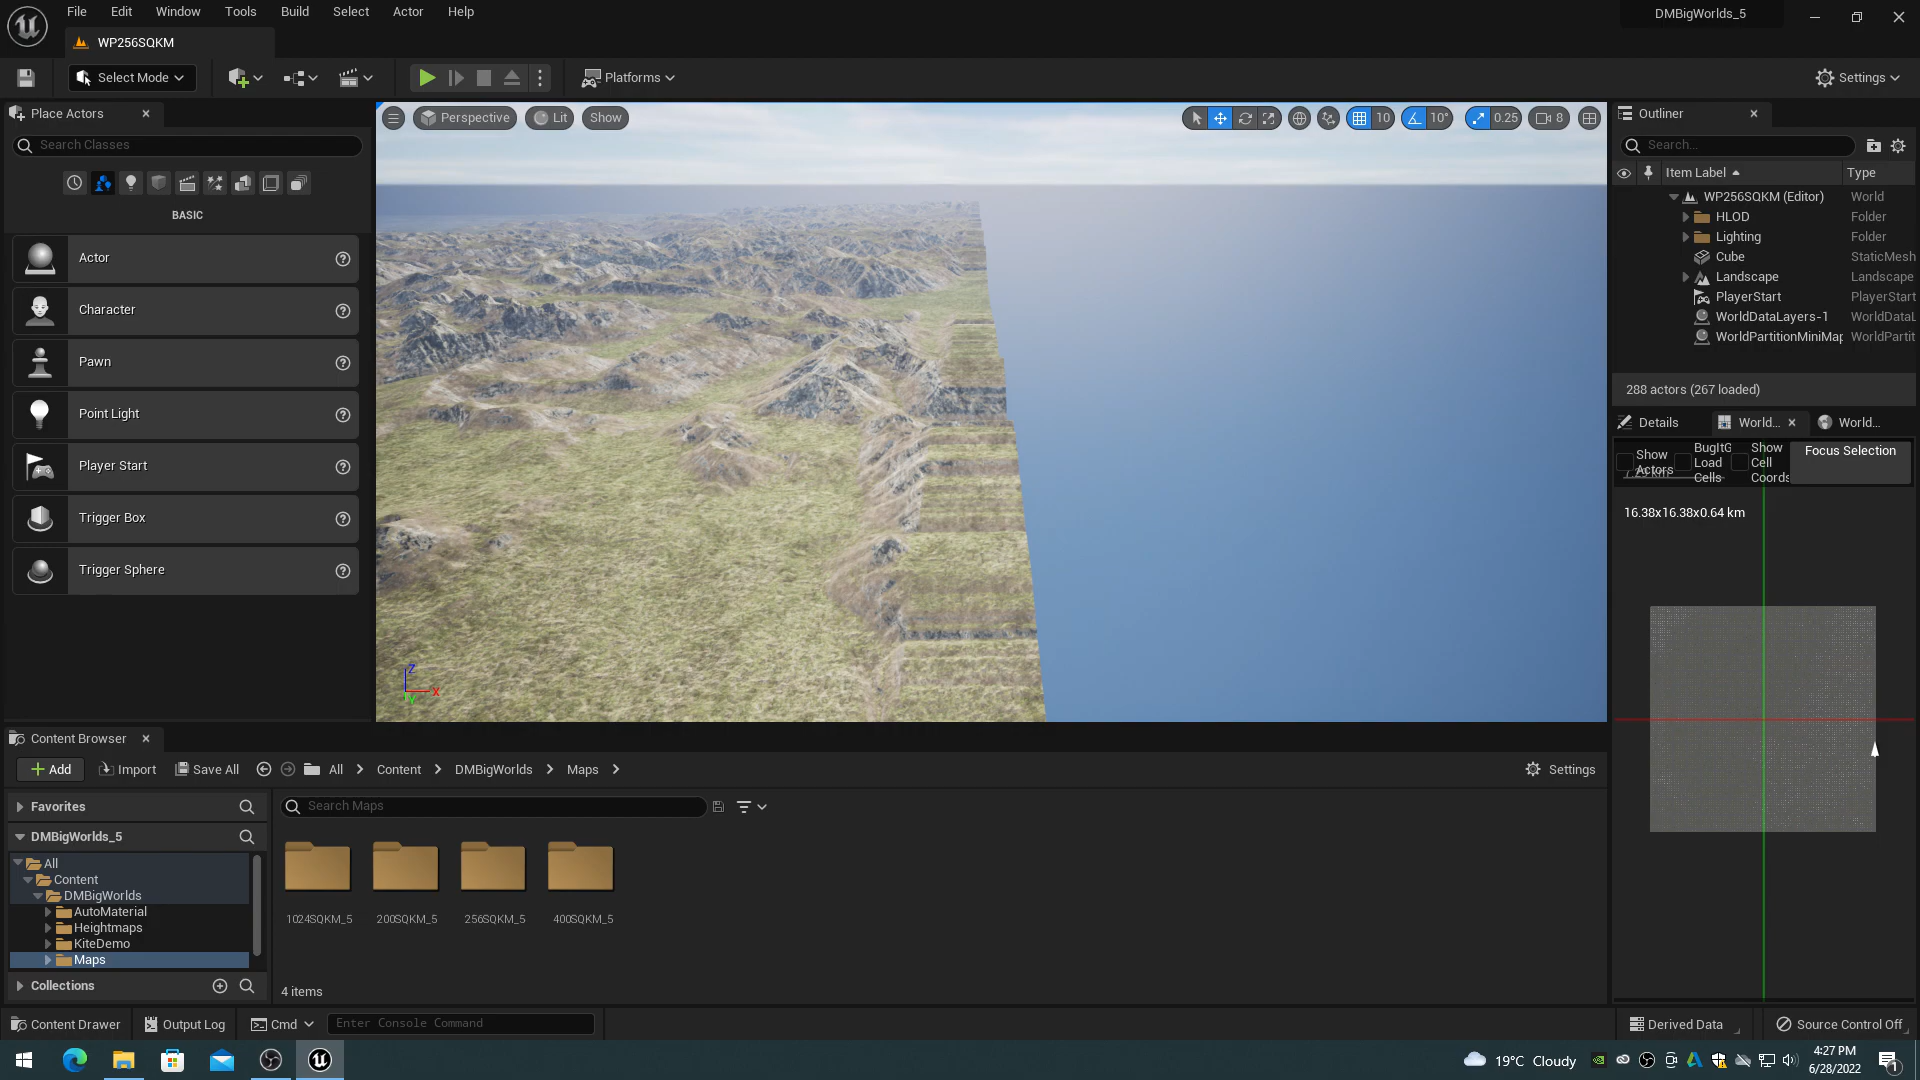 File Edit Window Tools Build Select Actor Help
DMBigWorlds_5
WP256SQKM
Select Mode
Platforms
Settings
Place Actors
Search Classes
BASIC
Actor
Character
Pawn
Point Light
Player Start
Trigger Box
Trigger Sphere
Perspective Lit Show
10 10° 0.25 8
Z
X
Y
Outliner
Search...
Item Label Type
WP256SQKM (Editor) World
HLOD Folder
Lighting Folder
Cube StaticMesh
Landscape Landscape
PlayerStart PlayerStart
WorldDataLayers-1 WorldDataL
WorldPartitionMiniMap WorldPartit
288 actors (267 loaded)
Details World... World...
Show Actors
BugItG Load Cells
Show Cell Coords
Focus Selection
16.38x16.38x0.64 km
Content Browser
Add Import Save All All Content DMBigWorlds Maps
Settings
Favorites
DMBigWorlds_5
All
Content
DMBigWorlds
AutoMaterial
Heightmaps
KiteDemo
Maps
Collections
Search Maps
1024SQKM_5 200SQKM_5 256SQKM_5 400SQKM_5
4 items
Content Drawer Output Log Cmd Enter Console Command
Derived Data Source Control Off
19°C Cloudy
4:27 PM
6/28/2022
1